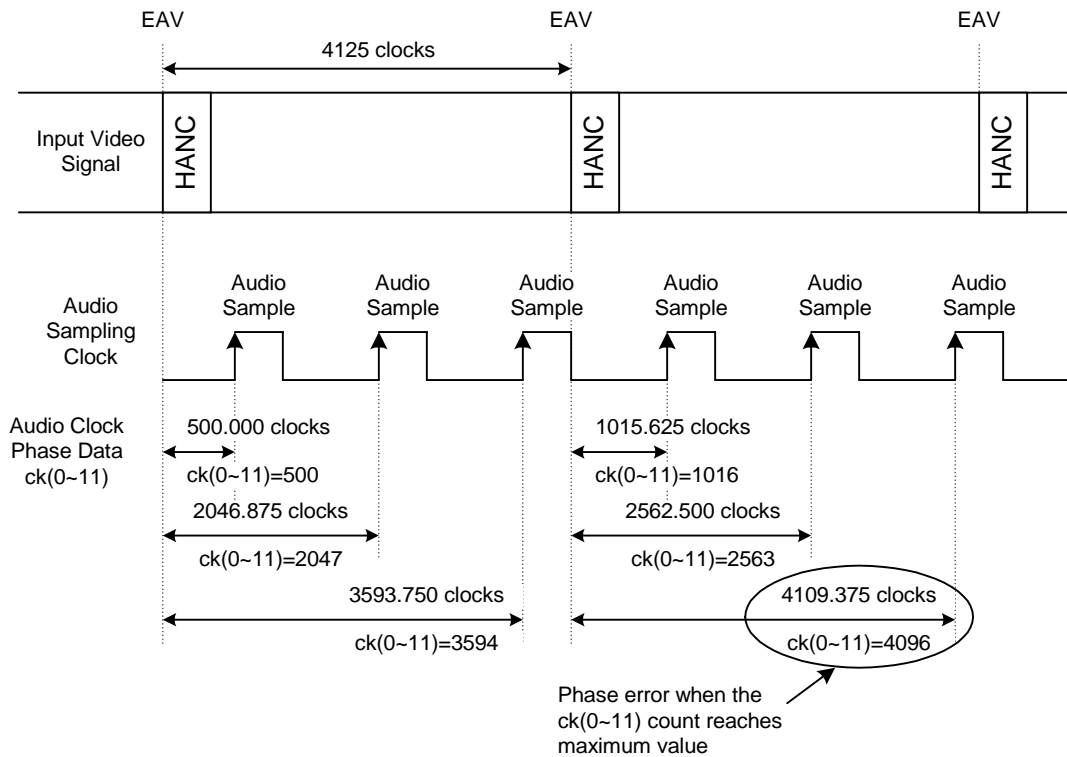 EAV
EAV
EAV
4125 clocks
Input Video
Signal
HANC
HANC
HANC
Audio
Sampling
Clock
Audio
Sample
Audio
Sample
Audio
Sample
Audio
Sample
Audio
Sample
Audio
Sample
Audio Clock
Phase Data
ck(0~11)
500.000 clocks
ck(0~11)=500
2046.875 clocks
ck(0~11)=2047
3593.750 clocks
ck(0~11)=3594
1015.625 clocks
ck(0~11)=1016
2562.500 clocks
ck(0~11)=2563
4109.375 clocks
ck(0~11)=4096
Phase error when the
ck(0~11) count reaches
maximum value